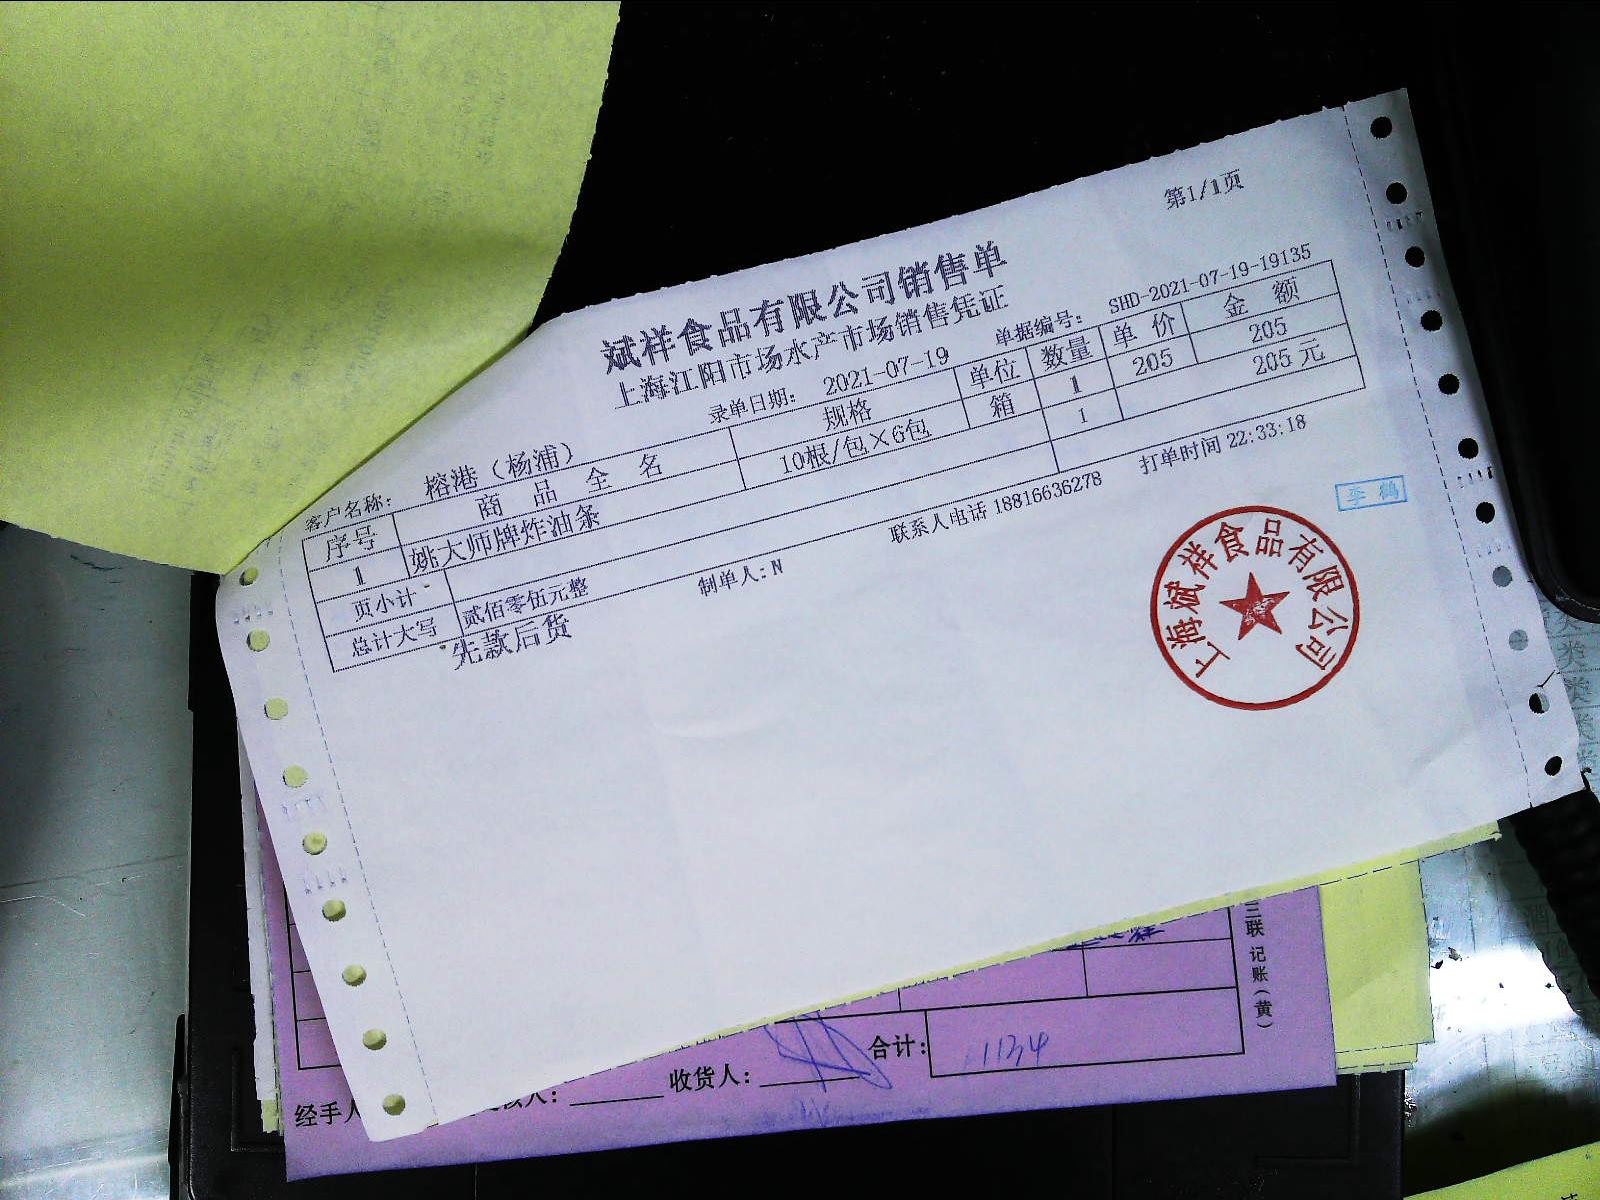 第1/1页
斌祥食品有限公司销售单
上海江阳市场水产市场销售凭证
客户名称: 榕港（杨浦） 录单日期: 2021-07-19 单据编号: SHD-2021-07-19-19135
序号 商 品 全 名 规格 单位 数量 单 价 金 额
1 姚大师牌炸油条 10根/包×6包 箱 1 205 205
页小计 1 205 元
总计大写 贰佰零伍元整
先款后货 制单人: N 联系人电话 18816636278 打单时间 22:33:18
李鹤
上海斌祥食品有限公司
三联 记账（黄）
合计: 1134
经手人 收货人: